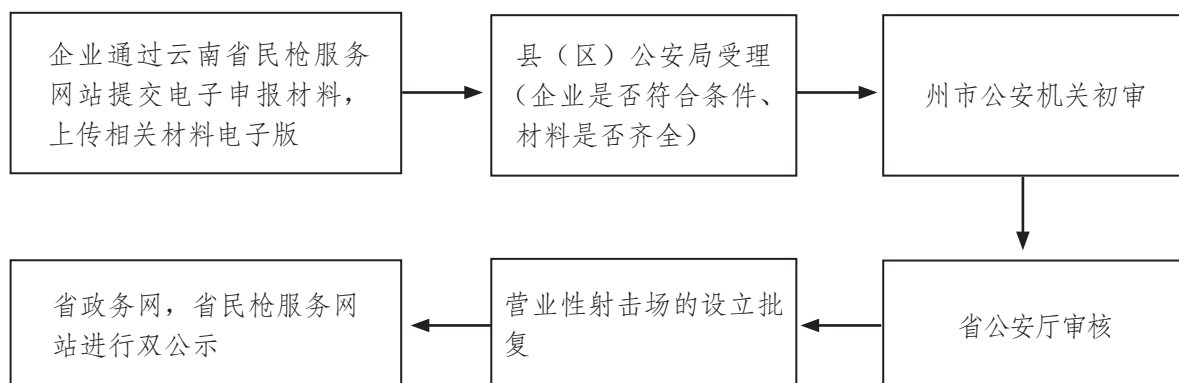 企业通过云南省民枪服务
网站提交电子申报材料，
上传相关材料电子版
县（区）公安局受理
（企业是否符合条件、
材料是否齐全）
州市公安机关初审
省公安厅审核
营业性射击场的设立批
复
省政务网，省民枪服务网
站进行双公示